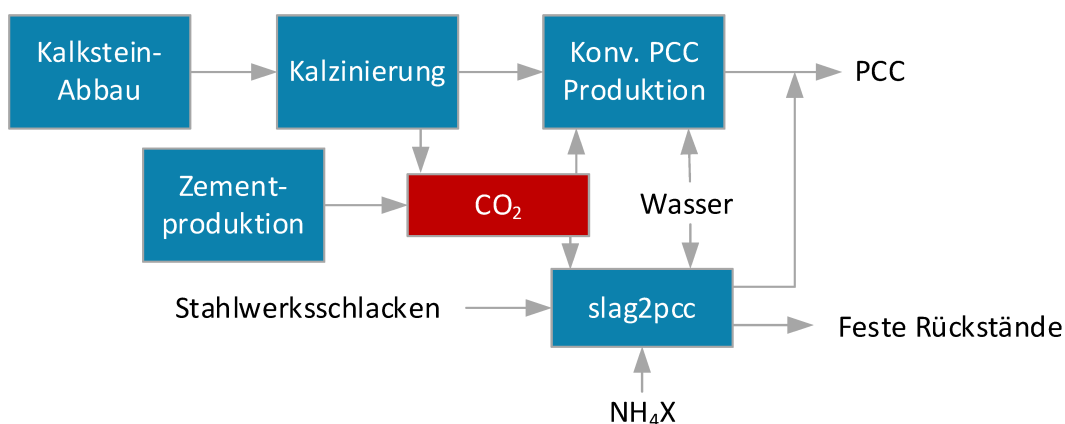 Kalkstein-
Abbau
Kalzinierung
Konv. PCC
Produktion
PCC
Zement-
produktion
CO₂
Wasser
Stahlwerksschlacken
slag2pcc
Feste Rückstände
NH₄X